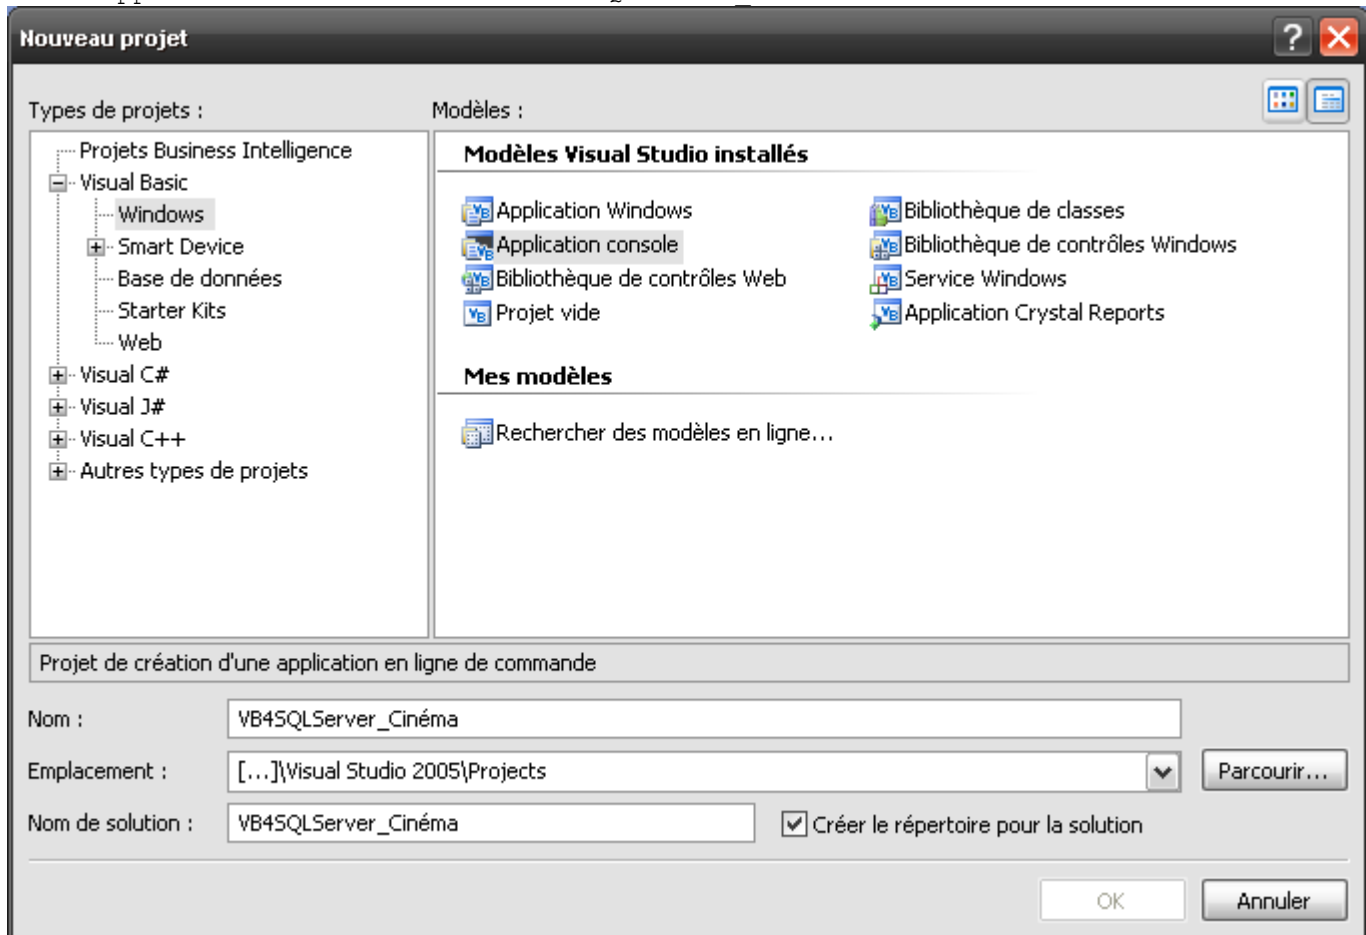 Nouveau projet
Types de projets :
Projets Business Intelligence
Visual Basic
Windows
Smart Device
Base de données
Starter Kits
Web
Visual C#
Visual J#
Visual C++
Autres types de projets
Modèles :
Modèles Visual Studio installés
Application Windows
Application console
Bibliothèque de contrôles Web
Projet vide
Bibliothèque de classes
Bibliothèque de contrôles Windows
Service Windows
Application Crystal Reports
Mes modèles
Rechercher des modèles en ligne...
Projet de création d'une application en ligne de commande
Nom : VB4SQLServer_Cinéma
Emplacement : [...]\Visual Studio 2005\Projects Parcourir...
Nom de solution : VB4SQLServer_Cinéma Créer le répertoire pour la solution
OK Annuler